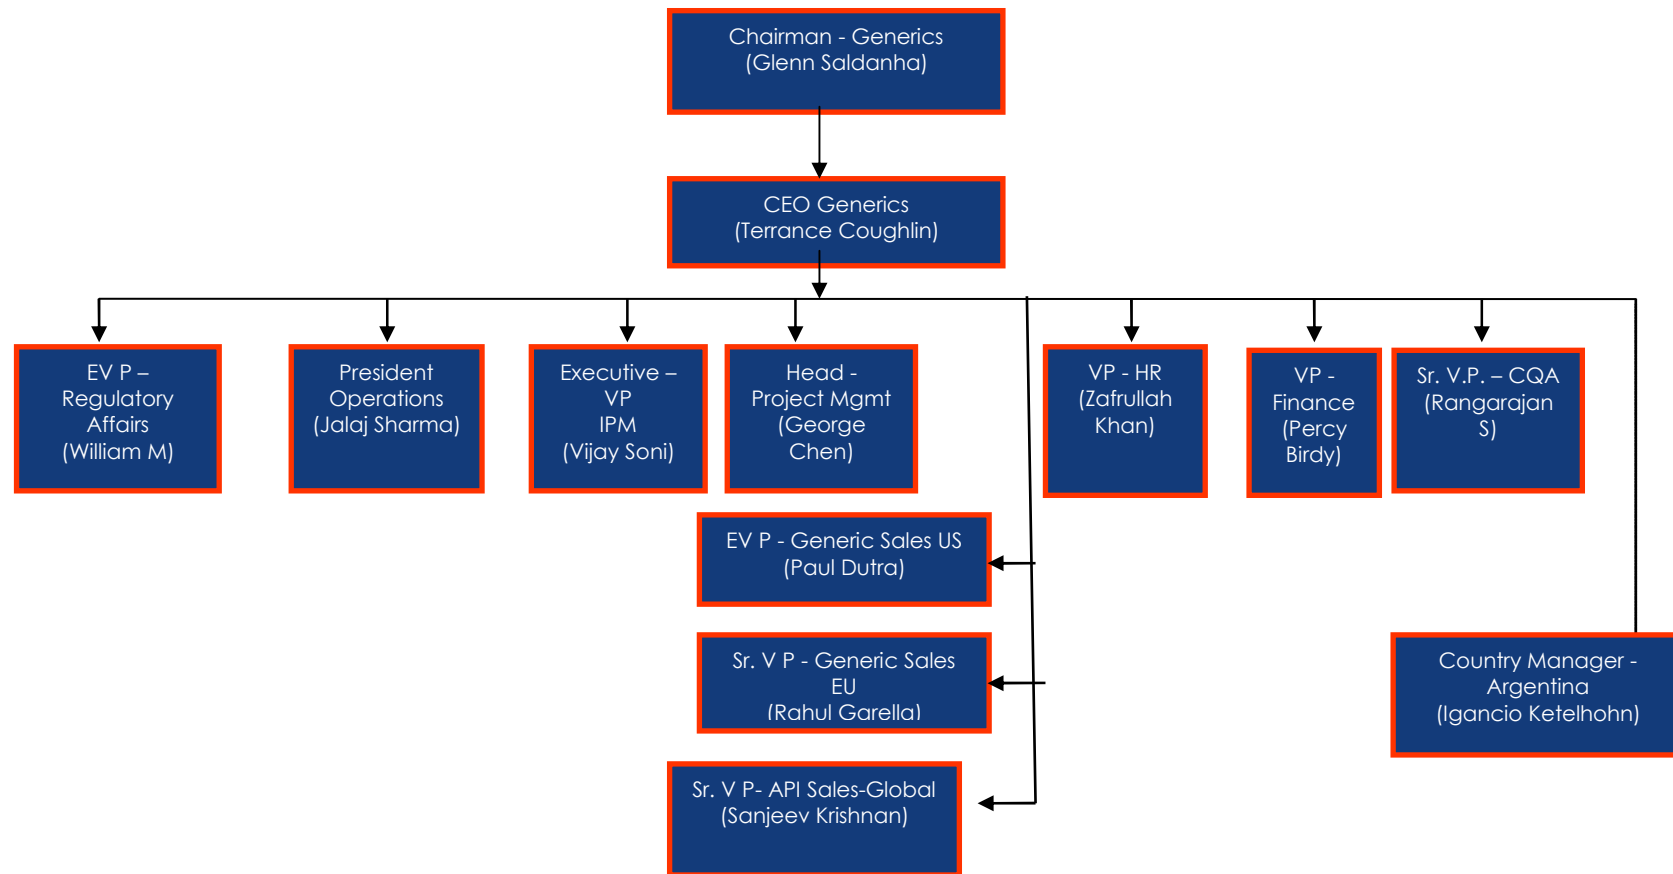 Chairman - Generics
(Glenn Saldanha)
CEO Generics
(Terrance Coughlin)
EV P –
Regulatory
Affairs
(William M)
President
Operations
(Jalaj Sharma)
Executive –
VP
IPM
(Vijay Soni)
Head -
Project Mgmt
(George
Chen)
VP - HR
(Zafrullah
Khan)
VP -
Finance
(Percy
Birdy)
Sr. V.P. – CQA
(Rangarajan
S)
EV P - Generic Sales US
(Paul Dutra)
Sr. V P - Generic Sales
EU
(Rahul Garella)
Country Manager -
Argentina
(Igancio Ketelhohn)
Sr. V P- API Sales-Global
(Sanjeev Krishnan)